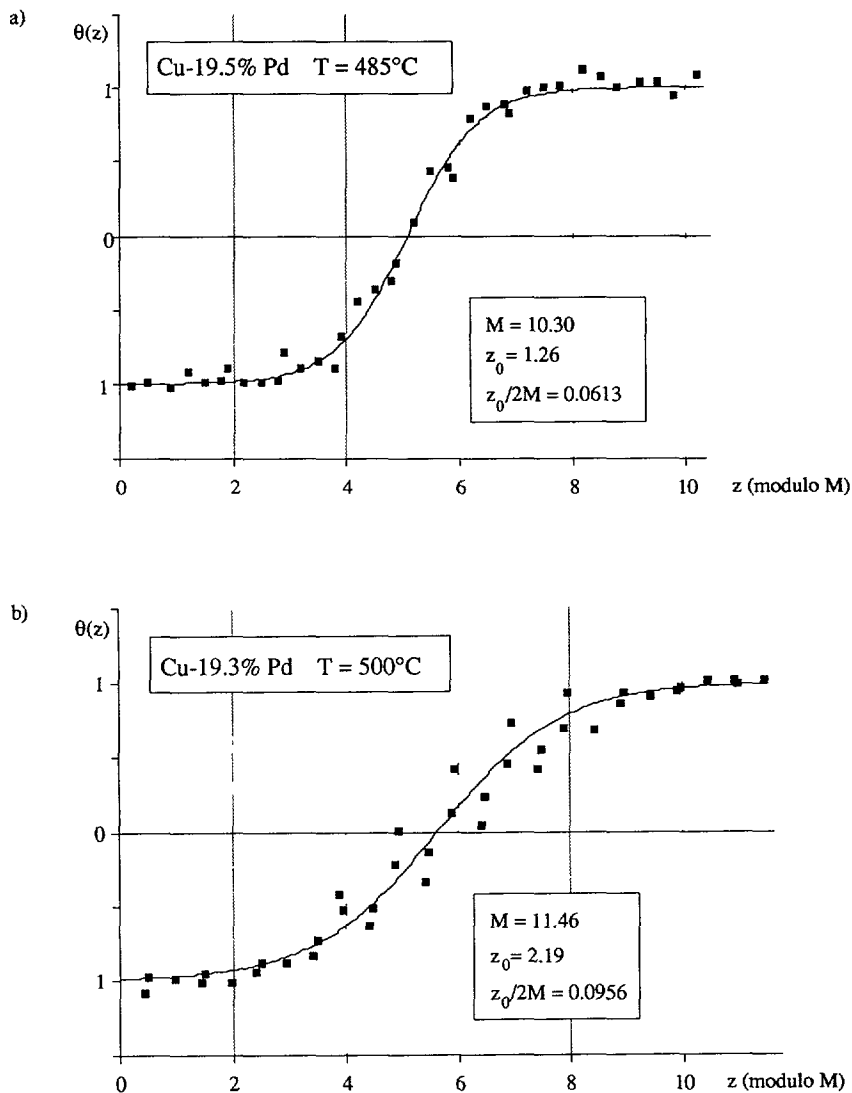 a)
θ(z)
Cu-19.5% Pd T = 485°C
1
0
1
M = 10.30
z₀ = 1.26
z₀/2M = 0.0613
0 2 4 6 8 10 z (modulo M)
b)
θ(z)
Cu-19.3% Pd T = 500°C
1
0
1
M = 11.46
z₀= 2.19
z₀/2M = 0.0956
0 2 4 6 8 10 z (modulo M)